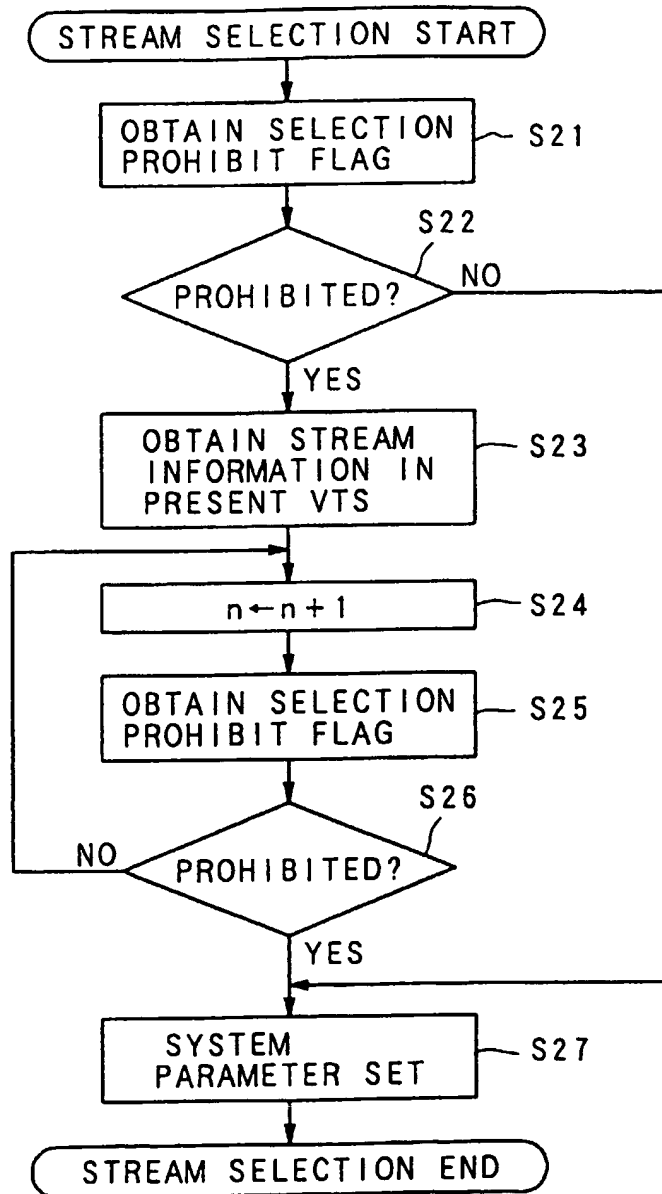 STREAM SELECTION START
OBTAIN SELECTION
PROHIBIT FLAG
S21
S22
PROHIBITED?
NO
YES
OBTAIN STREAM
INFORMATION IN
PRESENT VTS
S23
n←n+1
S24
OBTAIN SELECTION
PROHIBIT FLAG
S25
S26
NO
PROHIBITED?
YES
SYSTEM
PARAMETER SET
S27
STREAM SELECTION END